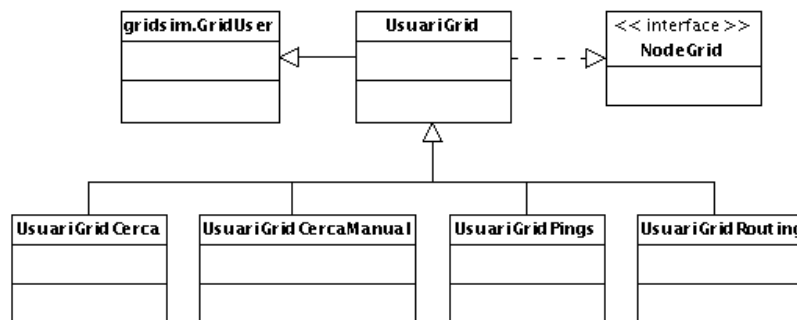 gridsim.GridUser
UsuariGrid
<< interface >>
NodeGrid
UsuariGridCerca
UsuariGridCercaManual
UsuariGridPings
UsuariGridRouting